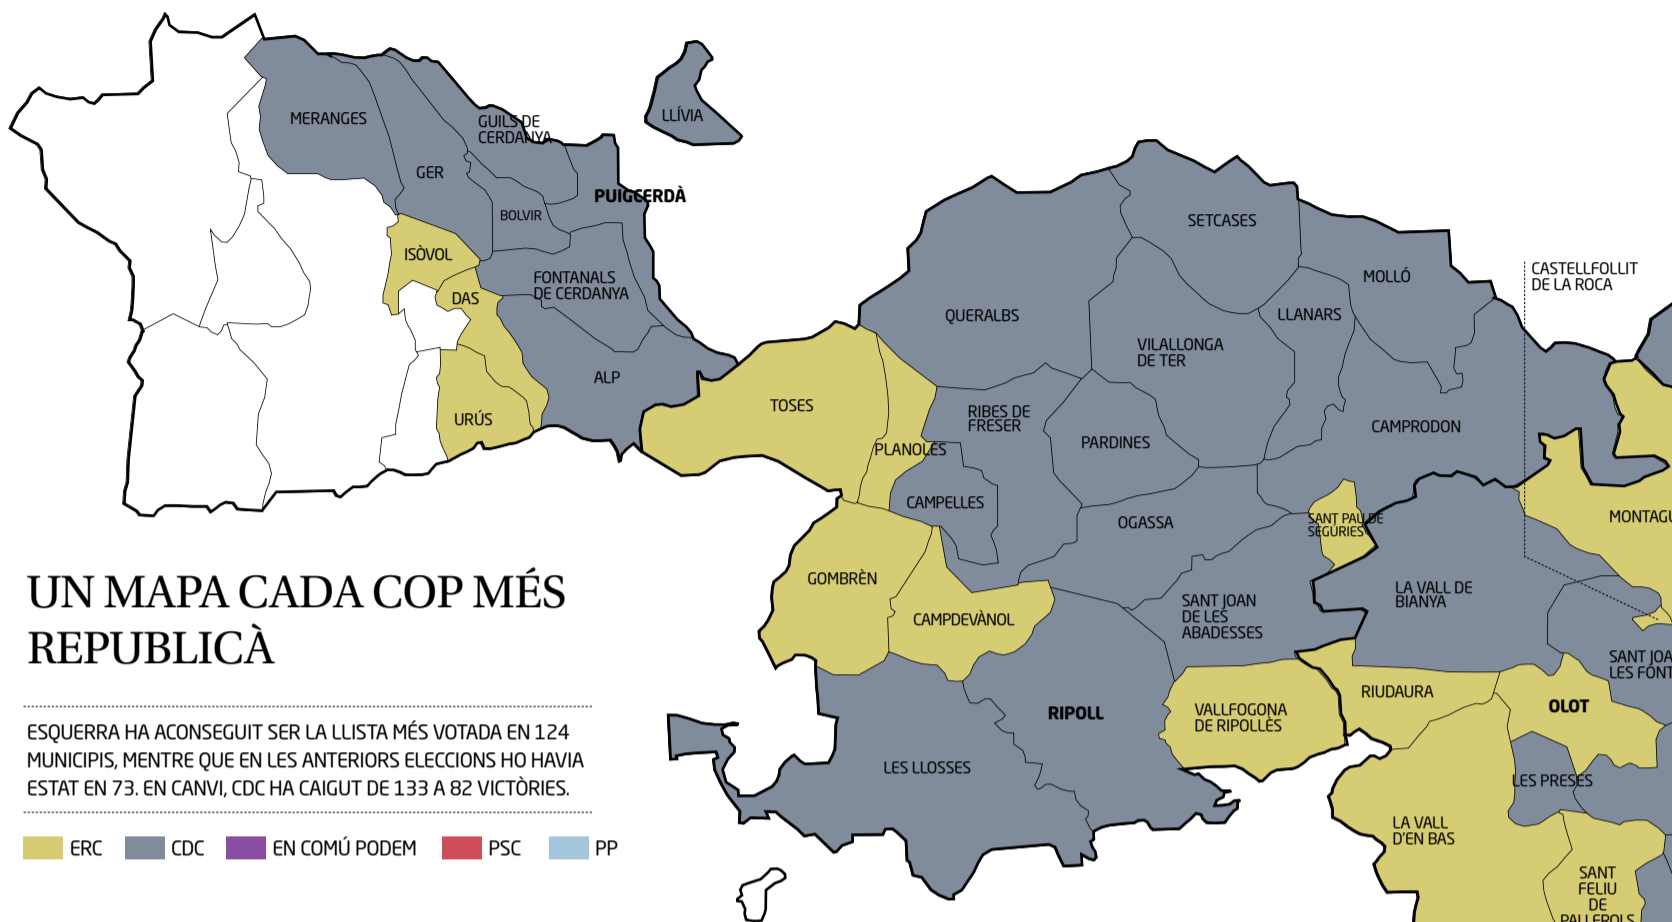 LLÍVIA
MERANGES
GUILS DE
CERDANYA
GER
PUIGCERDÀ
BOLVIR
ISÒVOL
DAS
FONTANALS
DE CERDANYA
ALP
URÚS
SETCASES
MOLLÓ
CASTELLFOLLIT
DE LA ROCA
QUERALBS
LLANARS
VILALLONGA
DE TER
TOSES
RIBES DE
FRESER
PARDINES
CAMPRODON
PLANOLES
CAMPELLES
OGASSA
SANT PAU DE
SEGÚRIES
MONTAGU
GOMBRÈN
CAMPDEVÀNOL
SANT JOAN
DE LES
ABADESSES
LA VALL DE
BIANYA
SANT JOA
LES FONT
RIPOLL
VALLFOGONA
DE RIPOLLÈS
RIUDAURA
OLOT
LES LLOSSES
LES PRESES
LA VALL
D'EN BAS
SANT
FELIU
DE
PALLEROLS
UN MAPA CADA COP MÉS
REPUBLICÀ
ESQUERRA HA ACONSEGUIT SER LA LLISTA MÉS VOTADA EN 124
MUNICIPIS, MENTRE QUE EN LES ANTERIORS ELECCIONS HO HAVIA
ESTAT EN 73. EN CANVI, CDC HA CAIGUT DE 133 A 82 VICTÒRIES.
ERC
CDC
EN COMÚ PODEM
PSC
PP